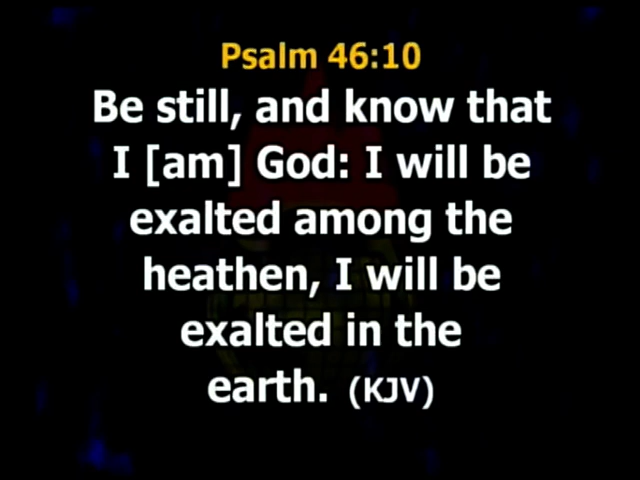 Psalm 46:10
Be still, and know that
I [am] God: I will be
exalted among the
heathen, I will be
exalted in the
earth. (KJV)